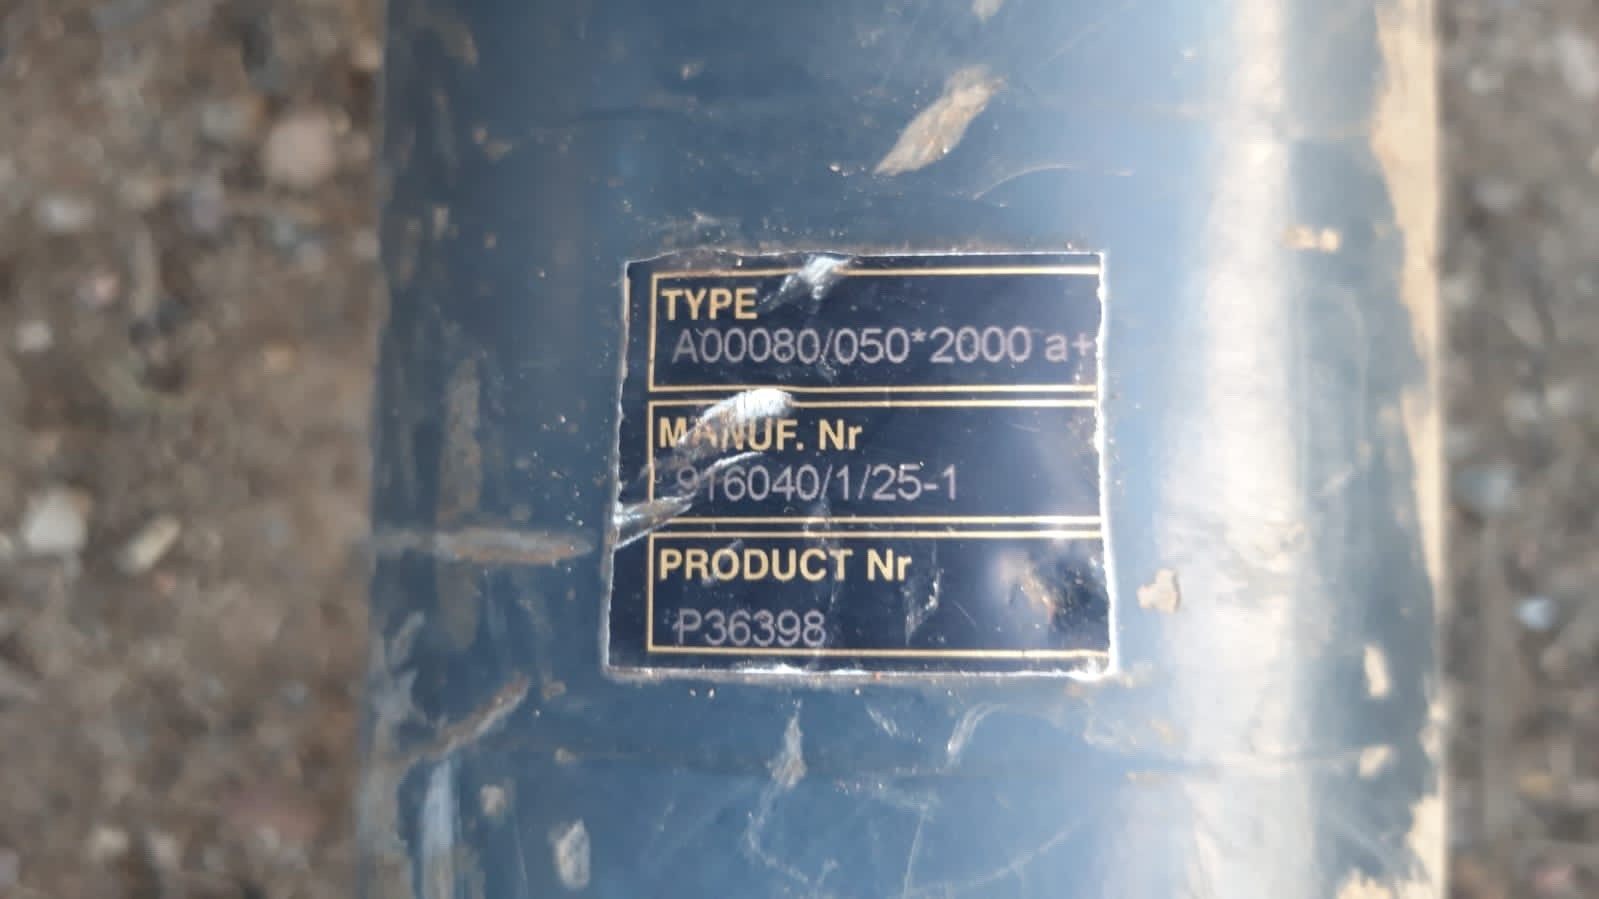 TYPE
A00080/050*2000 a+
MANUF. Nr
916040/1/25-1
PRODUCT Nr
P36398